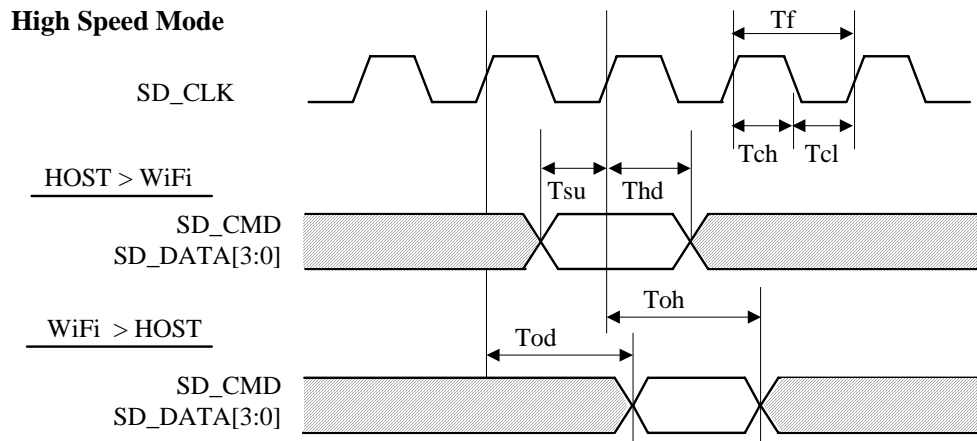 High Speed Mode
Tf
SD_CLK
Tch Tcl
HOST > WiFi
Tsu Thd
SD_CMD
SD_DATA[3:0]
Toh
WiFi > HOST
Tod
SD_CMD
SD_DATA[3:0]